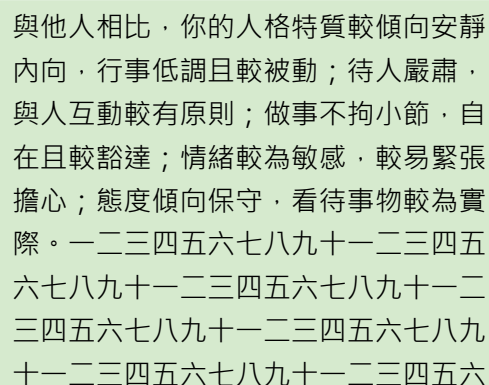 與他人相比，你的人格特質較傾向安靜
內向，行事低調且較被動；待人嚴肅，
與人互動較有原則；做事不拘小節，自
在且較豁達；情緒較為敏感，較易緊張
擔心；態度傾向保守，看待事物較為實
際。一二三四五六七八九十一二三四五
六七八九十一二三四五六七八九十一二
三四五六七八九十一二三四五六七八九
十一二三四五六七八九十一二三四五六